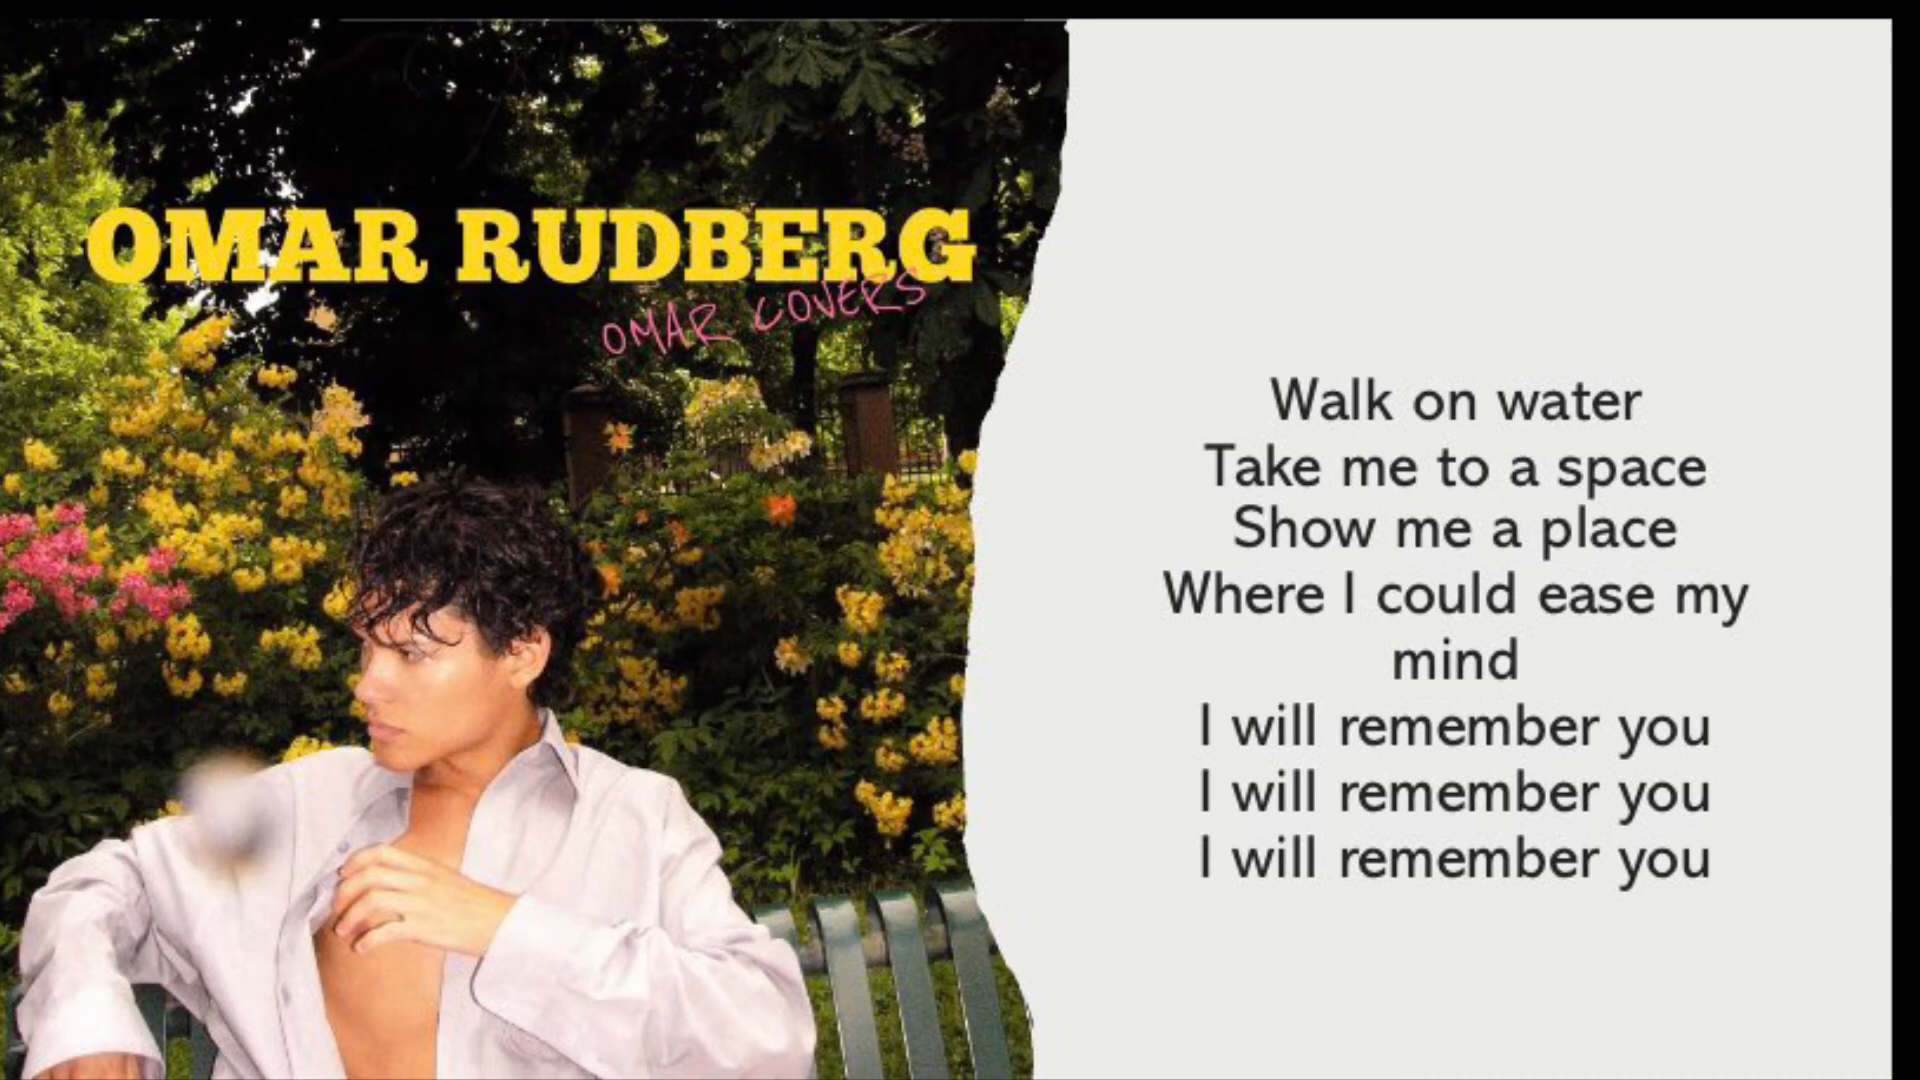 OMAR RUDBERG
OMAR COVERS
Walk on water
Take me to a space
Show me a place
Where I could ease my
mind
I will remember you
I will remember you
I will remember you